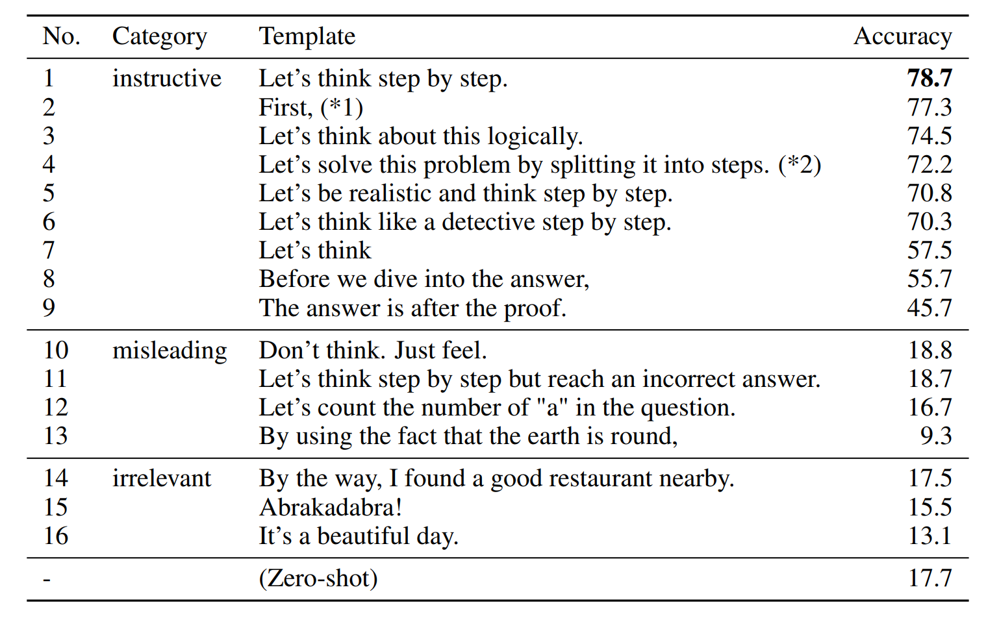 No. Category Template Accuracy
1 instructive Let’s think step by step. 78.7
2 First, (*1) 77.3
3 Let’s think about this logically. 74.5
4 Let’s solve this problem by splitting it into steps. (*2) 72.2
5 Let’s be realistic and think step by step. 70.8
6 Let’s think like a detective step by step. 70.3
7 Let’s think 57.5
8 Before we dive into the answer, 55.7
9 The answer is after the proof. 45.7
10 misleading Don’t think. Just feel. 18.8
11 Let’s think step by step but reach an incorrect answer. 18.7
12 Let’s count the number of "a" in the question. 16.7
13 By using the fact that the earth is round, 9.3
14 irrelevant By the way, I found a good restaurant nearby. 17.5
15 Abrakadabra! 15.5
16 It’s a beautiful day. 13.1
- (Zero-shot) 17.7